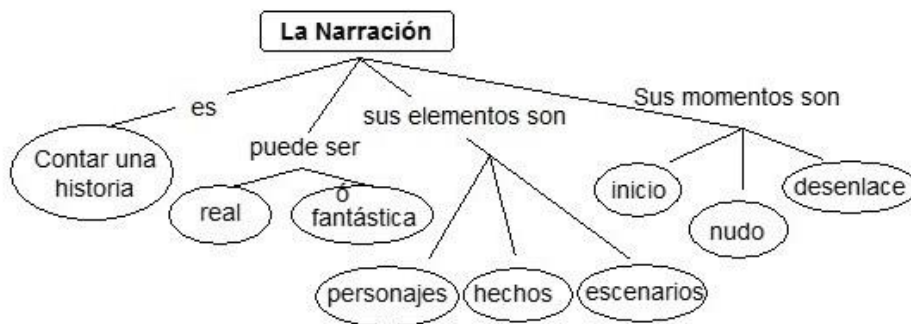 La Narración
es
Contar una
historia
puede ser
real
ó
fantástica
sus elementos son
personajes
hechos
escenarios
Sus momentos son
inicio
nudo
desenlace